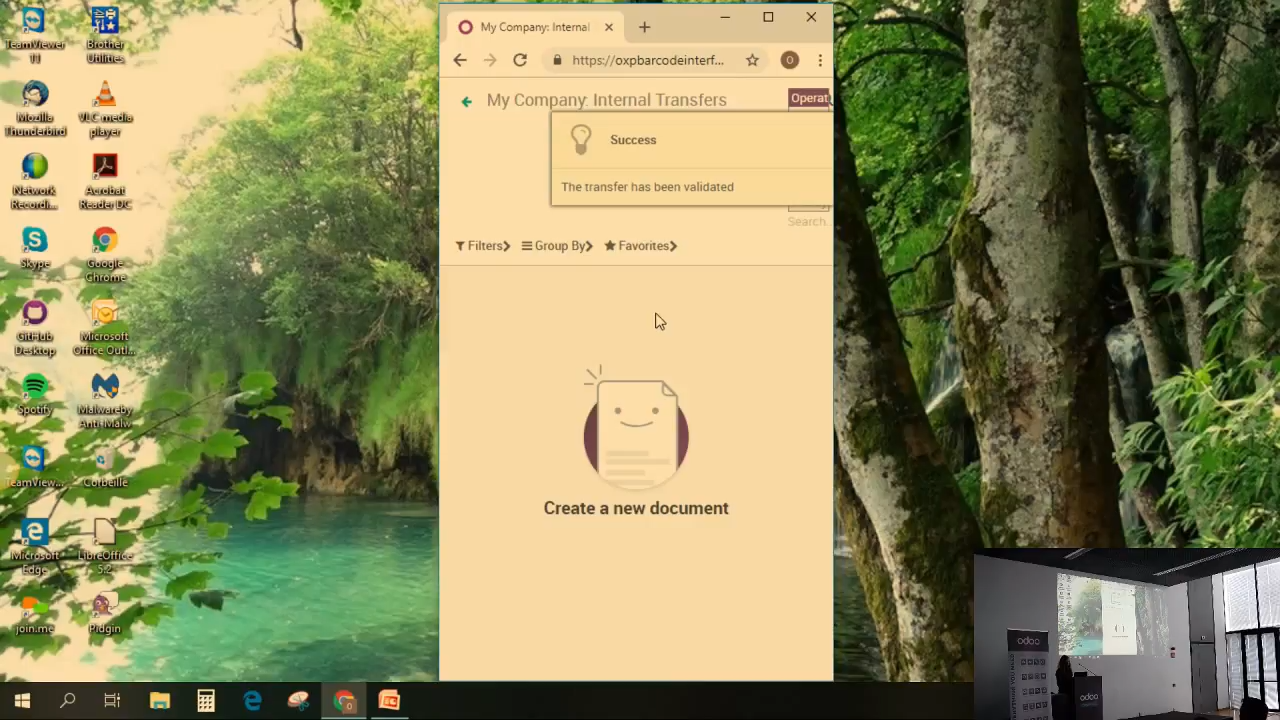 TeamViewer
11
Brother
Utilities
Mozilla
Thunderbird
VLC media
player
Network
Recordi...
Acrobat
Reader DC
Skype
Google
Chrome
GitHub
Desktop
Microsoft
Office Outl...
Spotify
Malwareby
Anti-Malw
TeamView...
Corbeille
Microsoft
Edge
LibreOffice
5.2
join.me
Pidgin
My Company: Internal
O
https://oxpbarcodeinterf...
My Company: Internal Transfers
Operat
Success
The transfer has been validated
Search...
Filters
Group By
Favorites
Create a new document
odoo
odoo